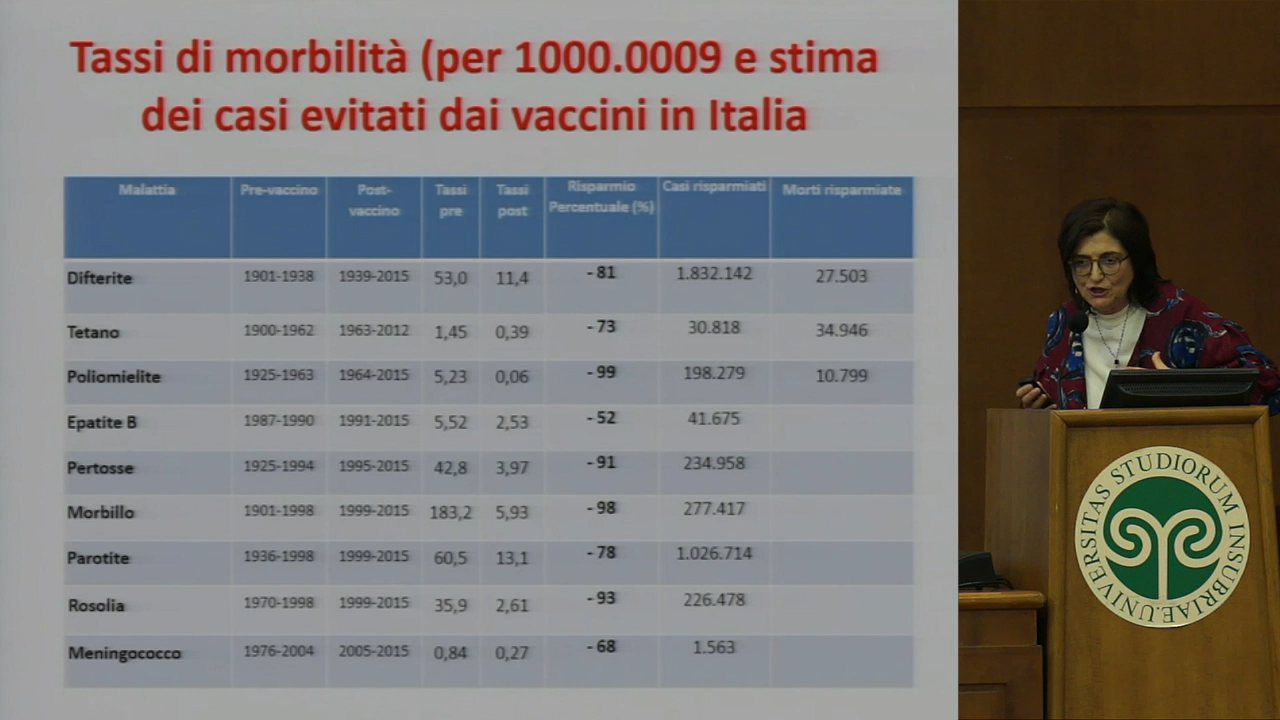 Tassi di morbilità (per 1000.0009 e stima
dei casi evitati dai vaccini in Italia
Malattia Pre-vaccino Post-vaccino Tassi pre Tassi post Risparmio Percentuale (%) Casi risparmiati Morti risparmiate
Difterite 1901-1938 1939-2015 53,0 11,4 - 81 1.832.142 27.503
Tetano 1900-1962 1963-2012 1,45 0,39 - 73 30.818 34.946
Poliomielite 1925-1963 1964-2015 5,23 0,06 - 99 198.279 10.799
Epatite B 1987-1990 1991-2015 5,52 2,53 - 52 41.675
Pertosse 1925-1994 1995-2015 42,8 3,97 - 91 234.958
Morbillo 1901-1998 1999-2015 183,2 5,93 - 98 277.417
Parotite 1936-1998 1999-2015 60,5 13,1 - 78 1.026.714
Rosolia 1970-1998 1999-2015 35,9 2,61 - 93 226.478
Meningococco 1976-2004 2005-2015 0,84 0,27 - 68 1.563
UNIVERSITAS STUDIORUM INSUBRIAE